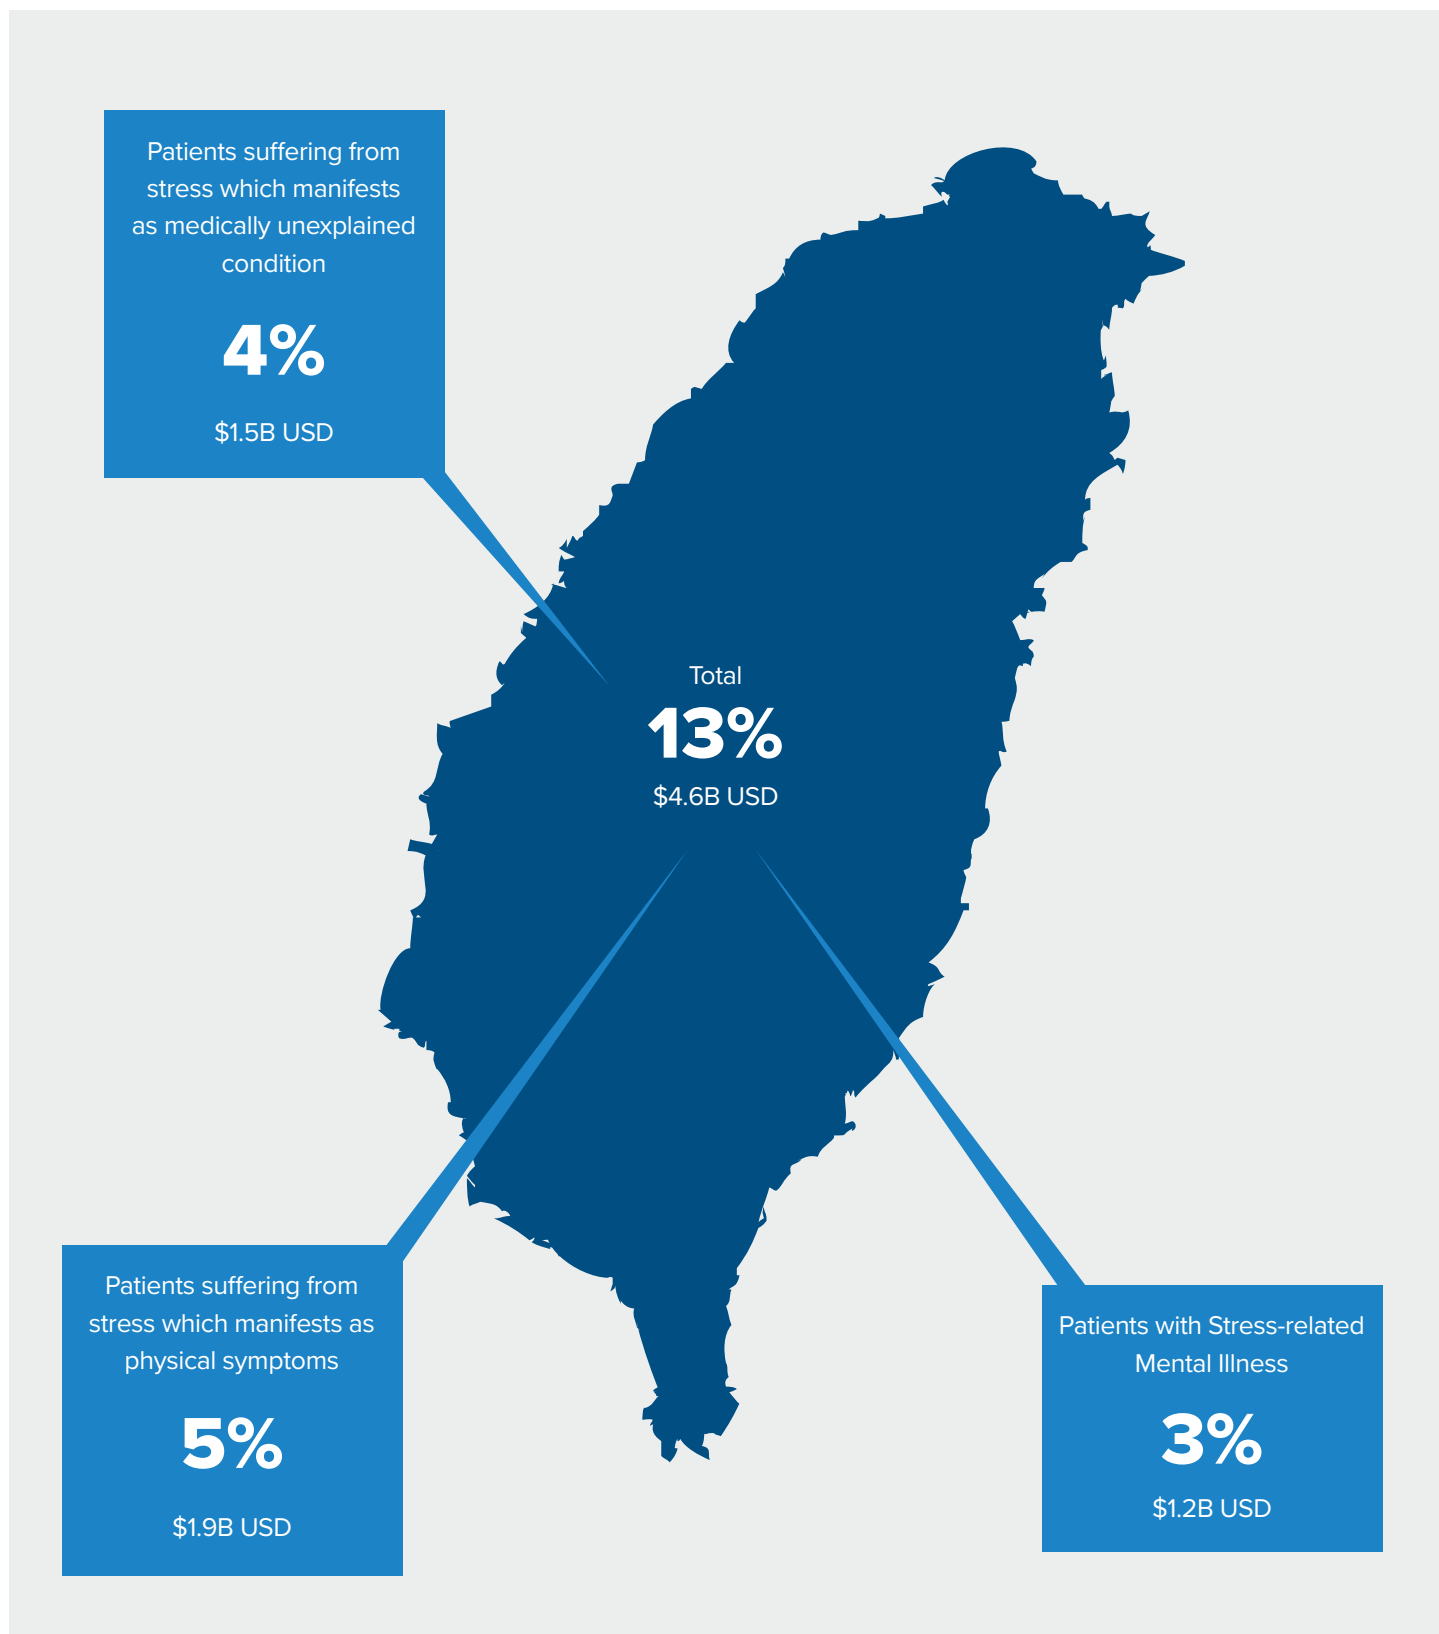 Patients suffering from
stress which manifests
as medically unexplained
condition
4%
$1.5B USD
Total
13%
$4.6B USD
Patients suffering from
stress which manifests as
physical symptoms
5%
$1.9B USD
Patients with Stress-related
Mental Illness
3%
$1.2B USD